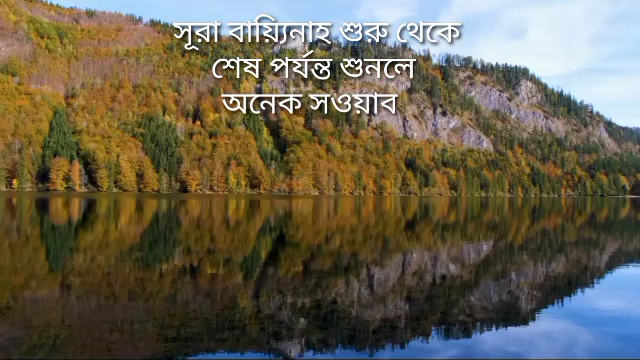 সূরা বায়্যিনাহ শুরু থেকে
শেষ পর্যন্ত শুনলে
অনেক সওয়াব